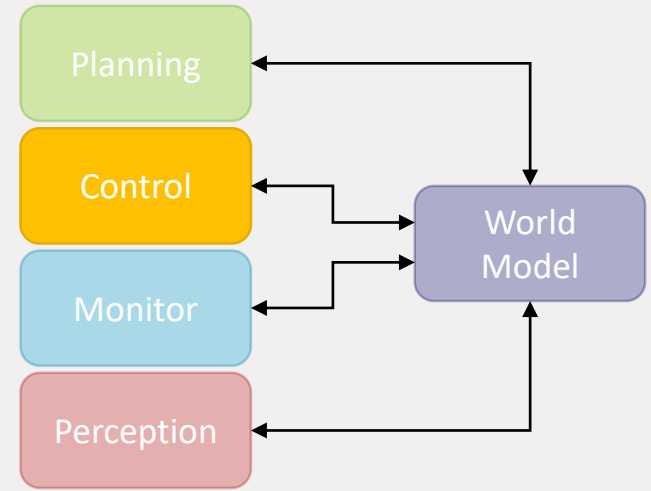 Planning
Control
World
Model
Monitor
Perception